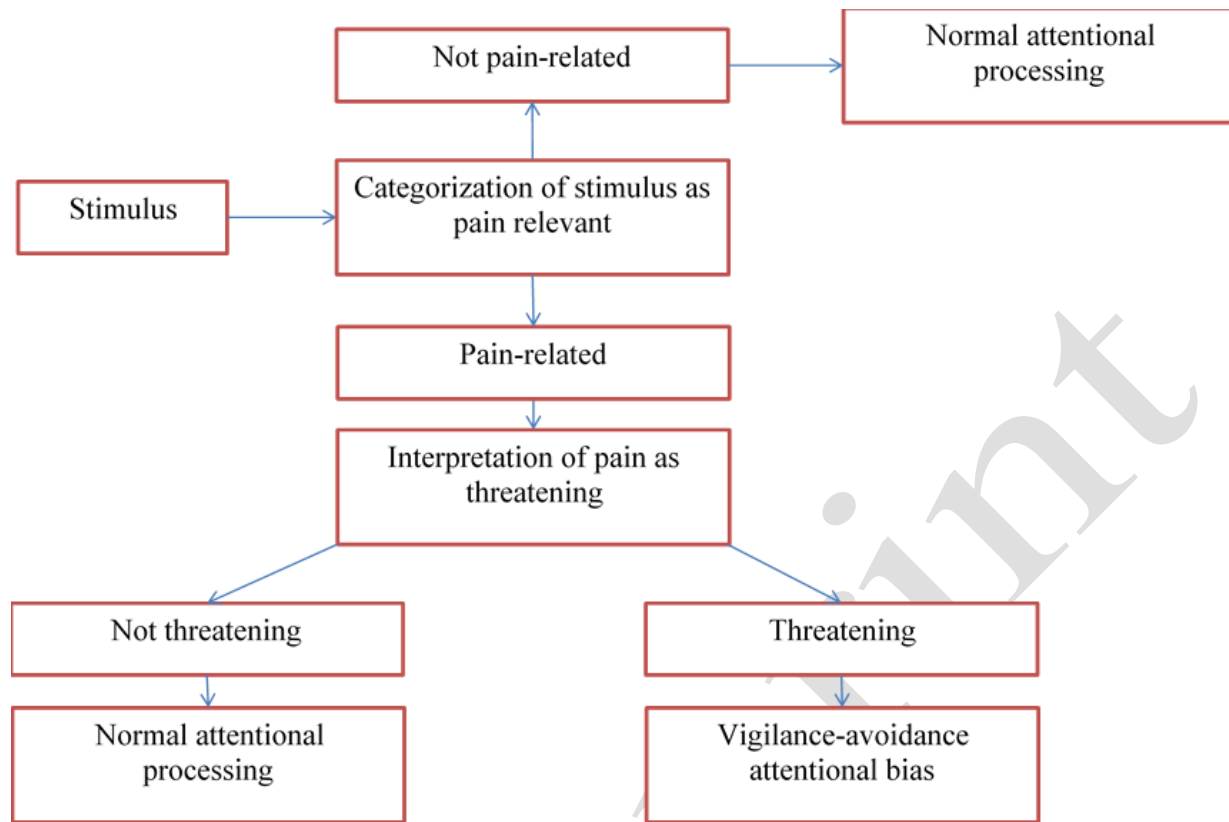 Not pain-related
Normal attentional
processing
Stimulus
Categorization of stimulus as
pain relevant
Pain-related
Interpretation of pain as
threatening
Not threatening
Threatening
Normal attentional
processing
Vigilance-avoidance
attentional bias